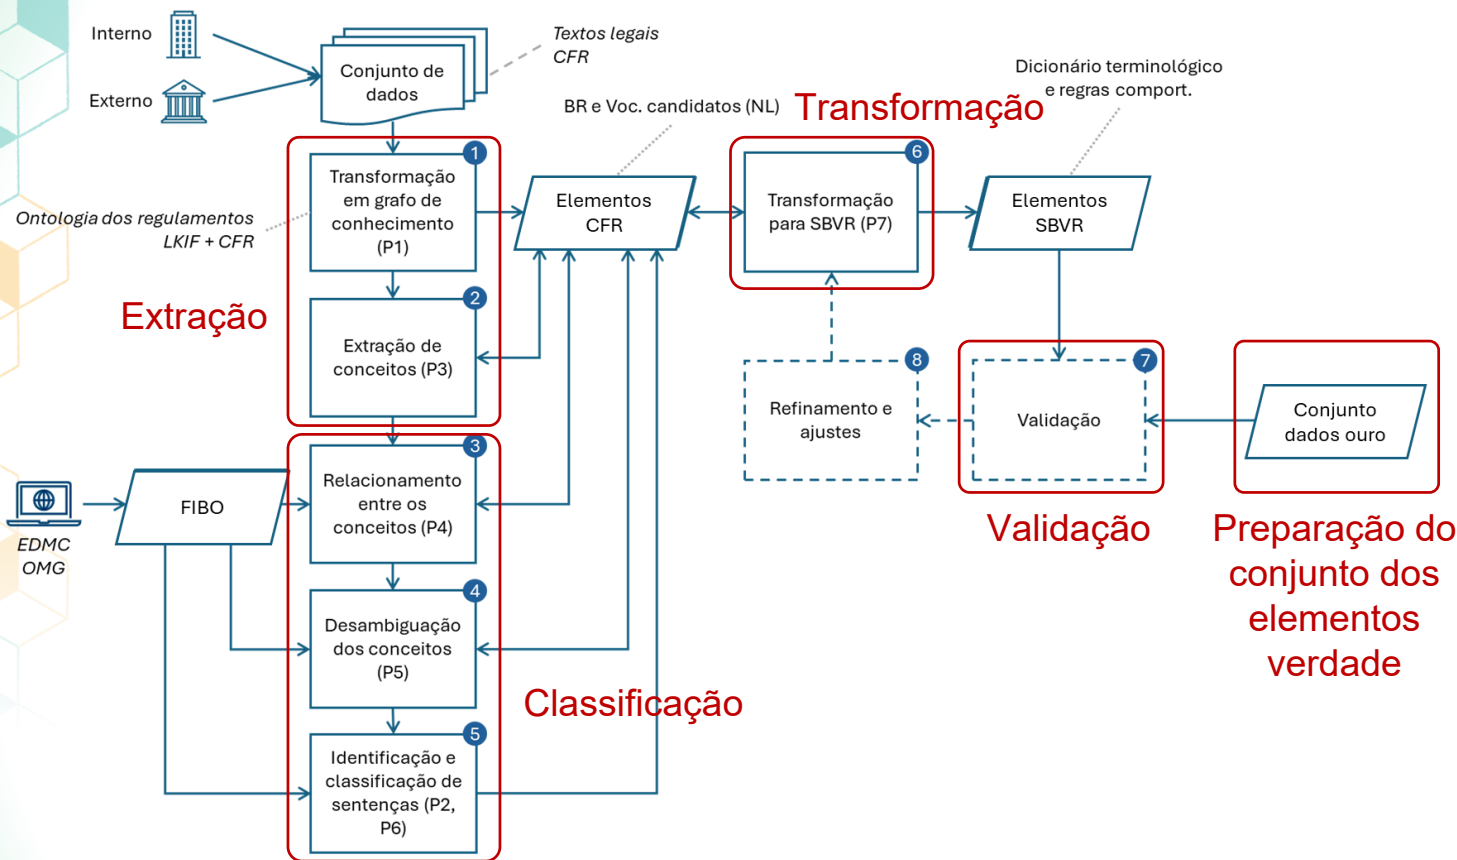 Interno
Externo
Conjunto de
dados
Textos legais
CFR
BR e Voc. candidatos (NL)
Transformação
Dicionário terminológico
e regras comport.
1
Transformação
em grafo de
conhecimento
(P1)
Ontologia dos regulamentos
LKIF + CFR
Elementos
CFR
6
Transformação
para SBVR (P7)
Elementos
SBVR
Extração
2
Extração de
conceitos (P3)
8
Refinamento e
ajustes
7
Validação
Conjunto
dados ouro
Validação
Preparação do
conjunto dos
elementos
verdade
EDMC
OMG
FIBO
3
Relacionamento
entre os
conceitos (P4)
4
Desambiguação
dos conceitos
(P5)
Classificação
5
Identificação e
classificação de
sentenças (P2,
P6)